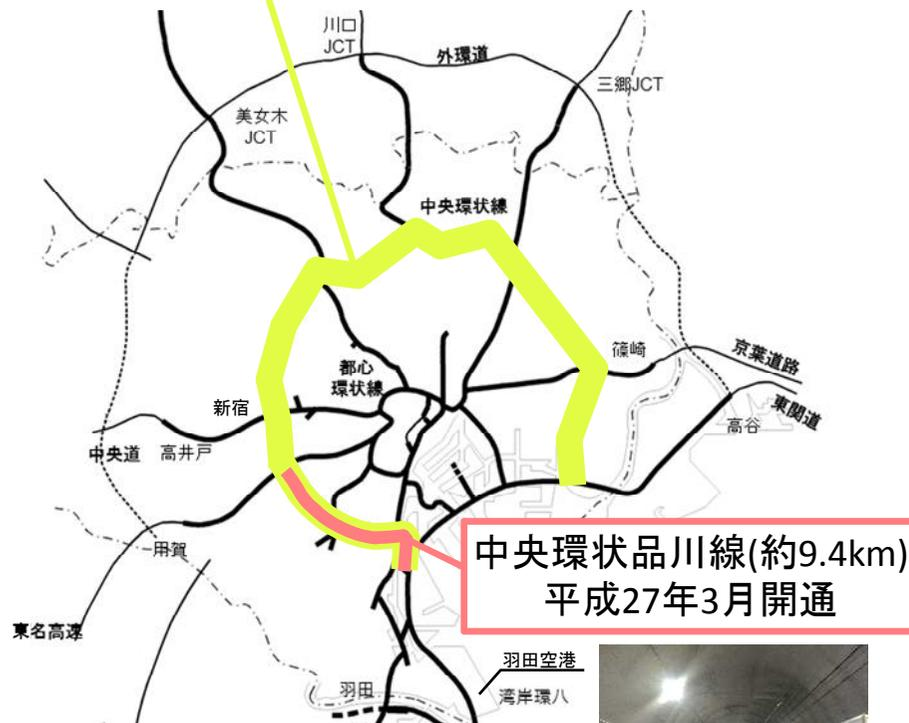 川口
JCT
外環道
三郷JCT
美女木
JCT
中央環状線
篠崎
京葉道路
都心
環状線
東関道
新宿
高谷
中央道
高井戸
用賀
中央環状品川線(約9.4km)
平成27年3月開通
東名高速
羽田空港
羽田
湾岸環八